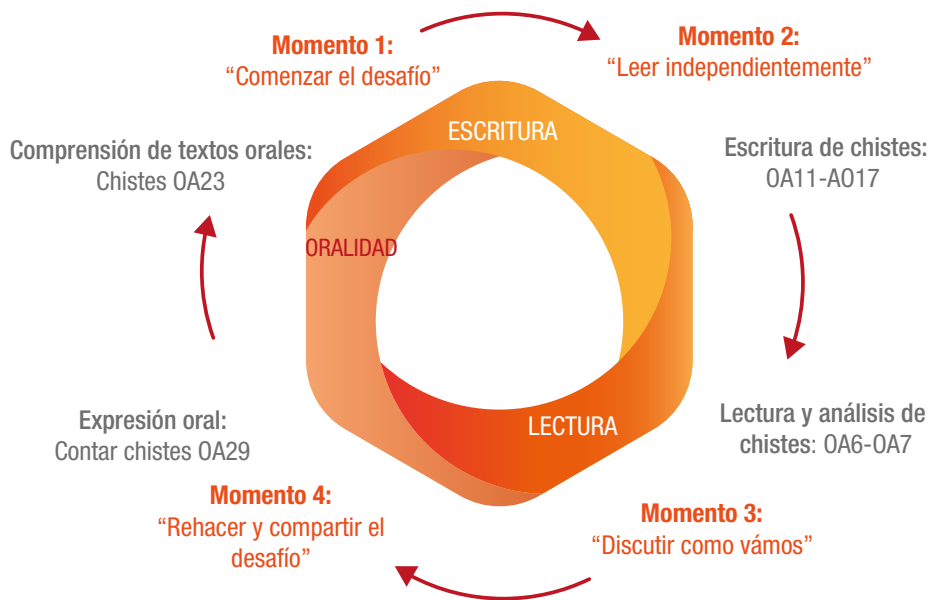 Momento 1:
“Comenzar el desafío”
Momento 2:
“Leer independientemente”
ESCRITURA
Comprensión de textos orales:
Chistes OA23
Escritura de chistes:
OA11-AO17
ORALIDAD
Expresión oral:
Contar chistes OA29
LECTURA
Lectura y análisis de
chistes: OA6-OA7
Momento 4:
“Rehacer y compartir el
desafío”
Momento 3:
“Discutir como vámos”